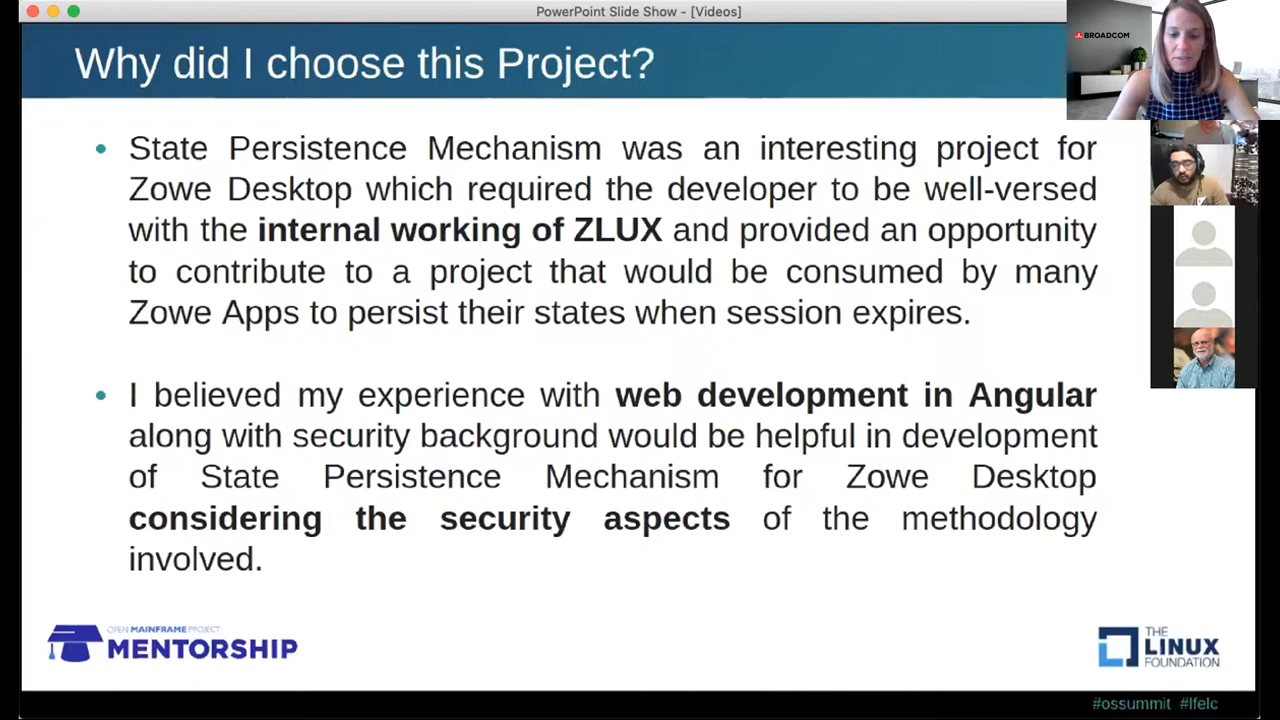 PowerPoint Slide Show - [Videos]
BROADCOM
Why did I choose this Project?
• State Persistence Mechanism was an interesting project for
Zowe Desktop which required the developer to be well-versed
with the internal working of ZLUX and provided an opportunity
to contribute to a project that would be consumed by many
Zowe Apps to persist their states when session expires.
• I believed my experience with web development in Angular
along with security background would be helpful in development
of State Persistence Mechanism for Zowe Desktop
considering the security aspects of the methodology
involved.
OPEN MAINFRAME PROJECT
MENTORSHIP
THE
LINUX
FOUNDATION
#ossummit #lfelc